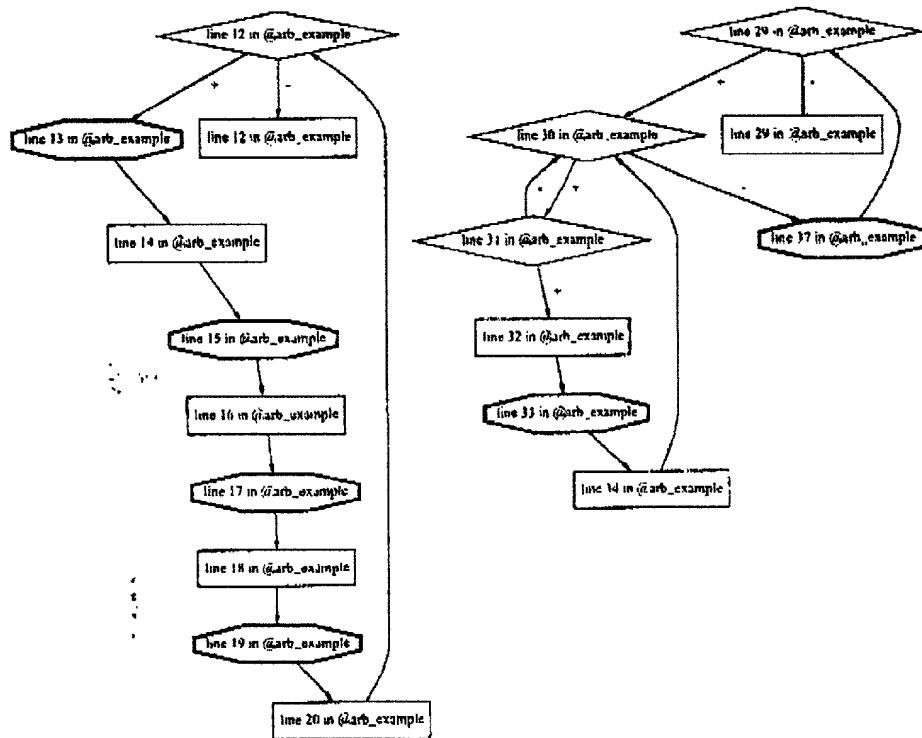 line 12 in @arb_example
+
-
line 13 in @arb_example
line 12 in @arb_example
line 14 in @arb_example
line 15 in @arb_example
line 16 in @arb_example
line 17 in @arb_example
line 18 in @arb_example
line 19 in @arb_example
line 20 in @arb_example
line 29 in @arb_example
+
-
line 30 in @arb_example
line 29 in @arb_example
-
+
-
line 31 in @arb_example
line 37 in @arb_example
+
line 32 in @arb_example
line 33 in @arb_example
line 34 in @arb_example